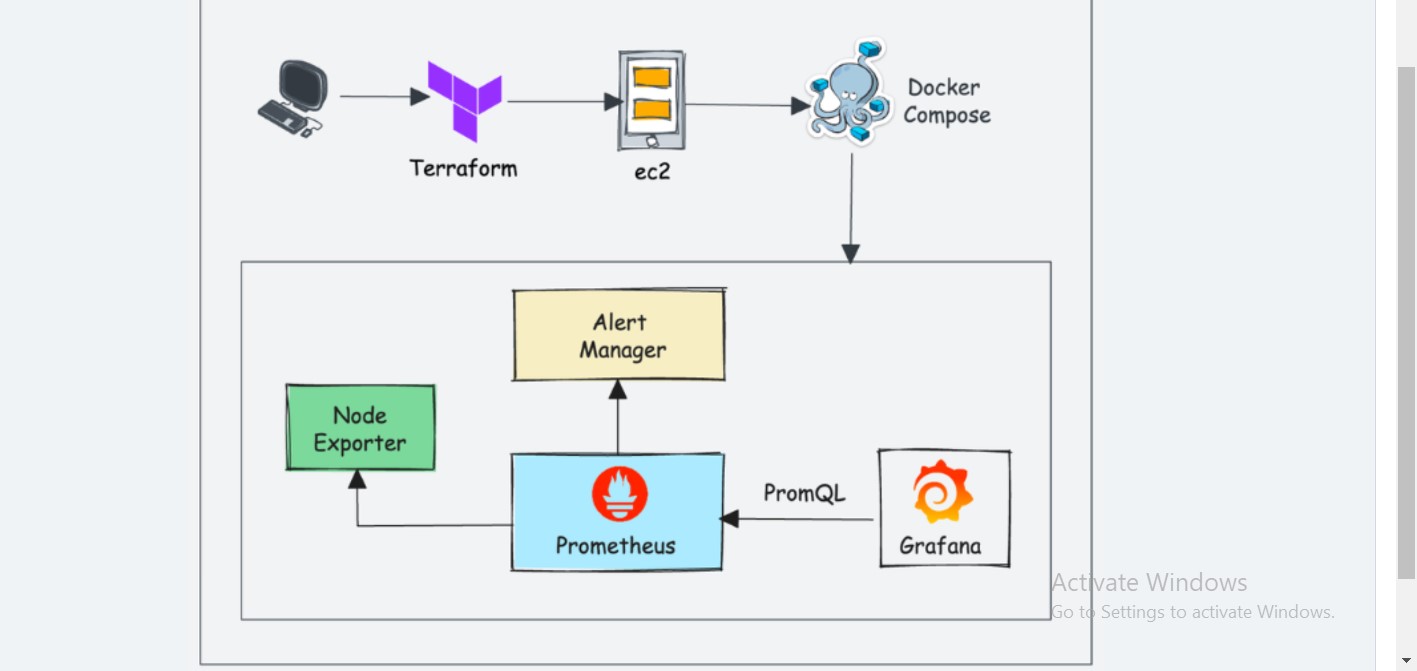 Docker
Compose
Terraform
ec2
Alert
Manager
Node
Exporter
PromQL
Prometheus
Grafana
Activate Windows
Go to Settings to activate Windows.